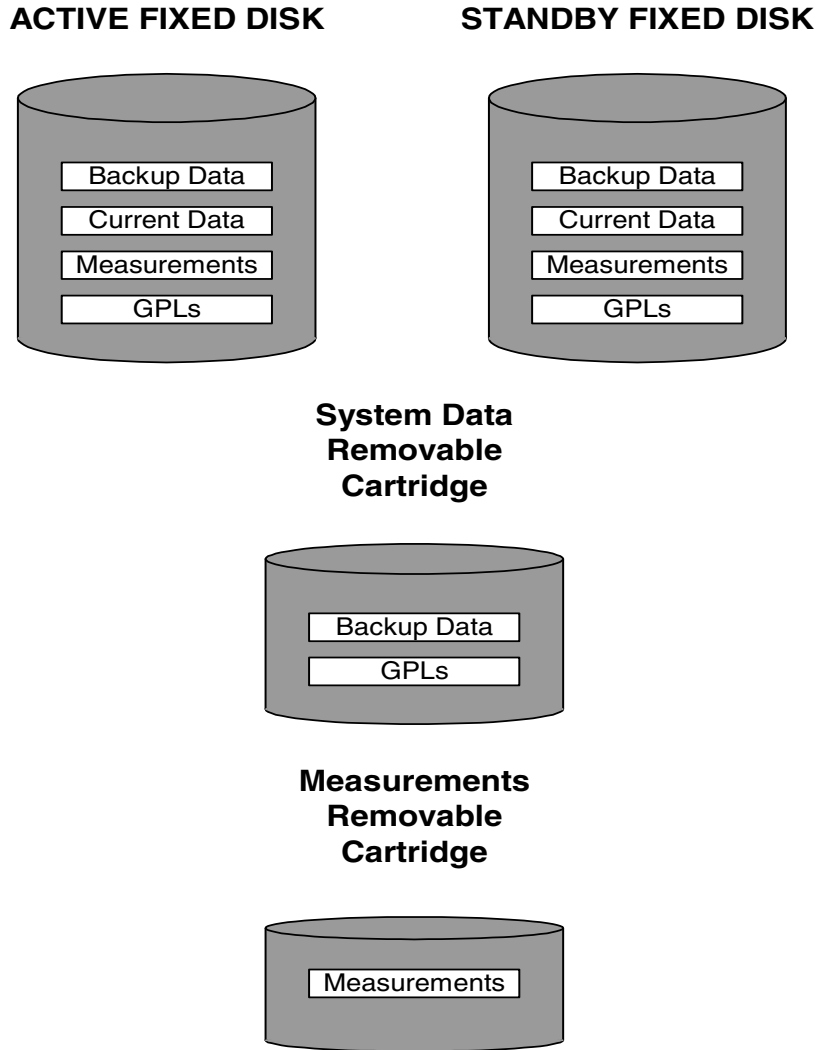 ACTIVE FIXED DISK
STANDBY FIXED DISK
Backup Data
Current Data
Measurements
GPLs
Backup Data
Current Data
Measurements
GPLs
System Data
Removable
Cartridge
Backup Data
GPLs
Measurements
Removable
Cartridge
Measurements